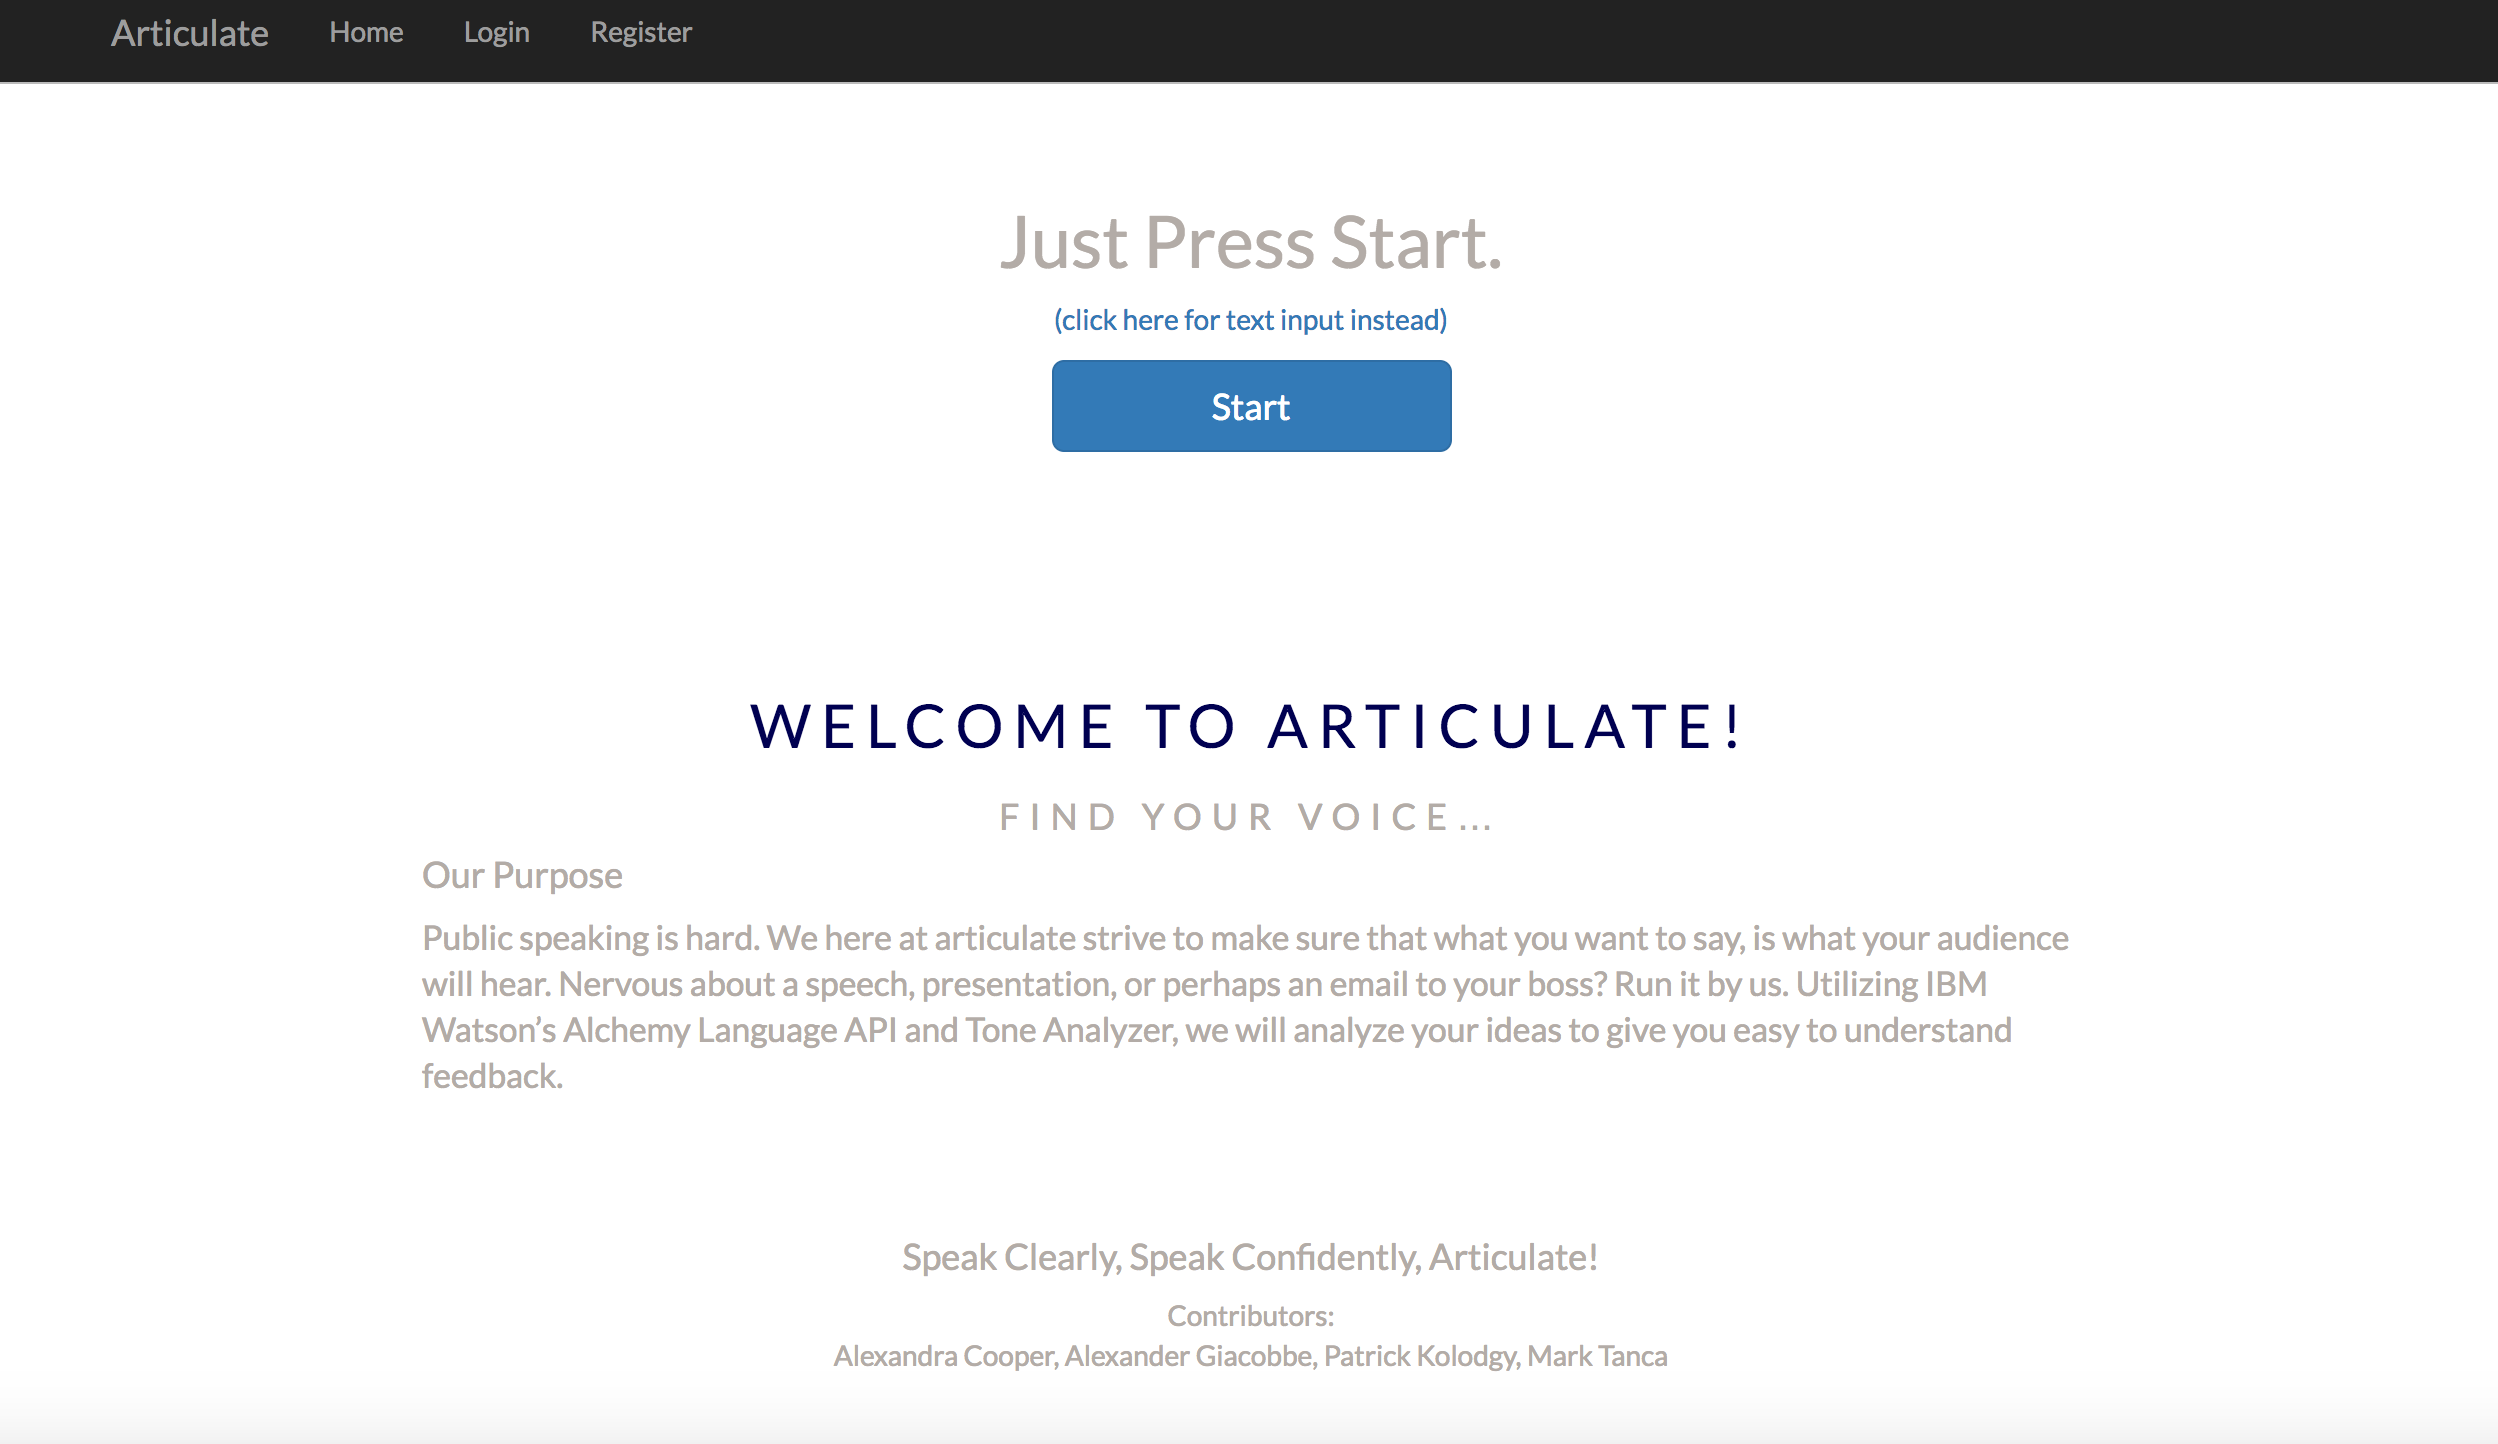 Articulate Home Login Register
Just Press Start.
(click here for text input instead)
Start
WELCOME TO ARTICULATE!
FIND YOUR VOICE...
Our Purpose
Public speaking is hard. We here at articulate strive to make sure that what you want to say, is what your audience
will hear. Nervous about a speech, presentation, or perhaps an email to your boss? Run it by us. Utilizing IBM
Watson’s Alchemy Language API and Tone Analyzer, we will analyze your ideas to give you easy to understand
feedback.
Speak Clearly, Speak Confidently, Articulate!
Contributors:
Alexandra Cooper, Alexander Giacobbe, Patrick Kolodgy, Mark Tanca